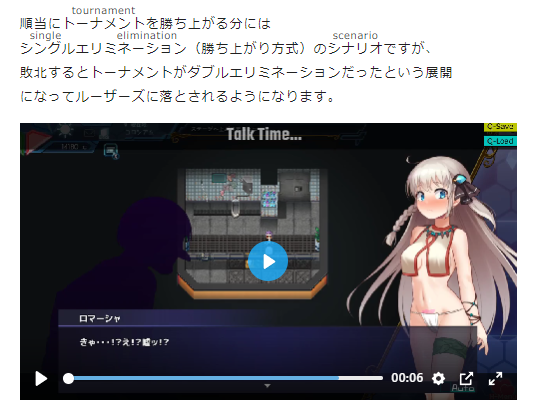 tournament
順当にトーナメントを勝ち上がる分には
single elimination scenario
シングルエリミネーション（勝ち上がり方式）のシナリオですが、
敗北するとトーナメントがダブルエリミネーションだったという展開
になってルーザーズに落とされるようになります。
Talk Time...
Q-Save
Q-Load
ロマーシャ
きゃ・・・!?え!?嘘ッ!?
00:06
Auto